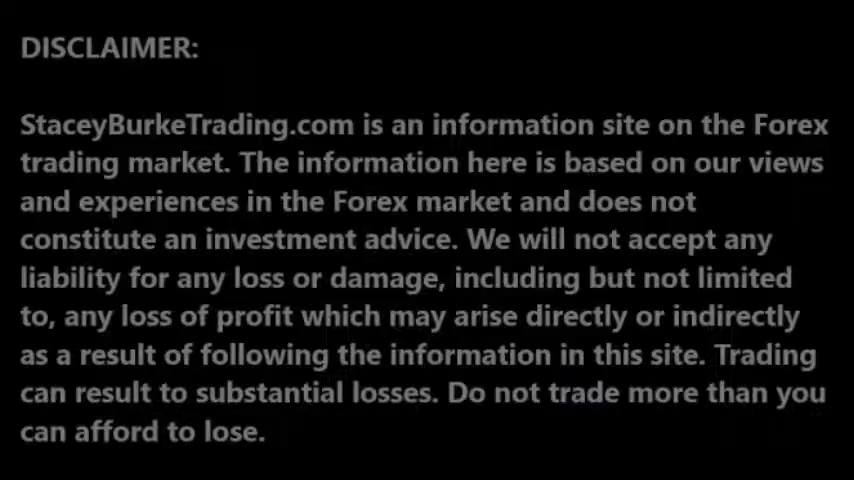 DISCLAIMER:
StaceyBurkeTrading.com is an information site on the Forex
trading market. The information here is based on our views
and experiences in the Forex market and does not
constitute an investment advice. We will not accept any
liability for any loss or damage, including but not limited
to, any loss of profit which may arise directly or indirectly
as a result of following the information in this site. Trading
can result to substantial losses. Do not trade more than you
can afford to lose.